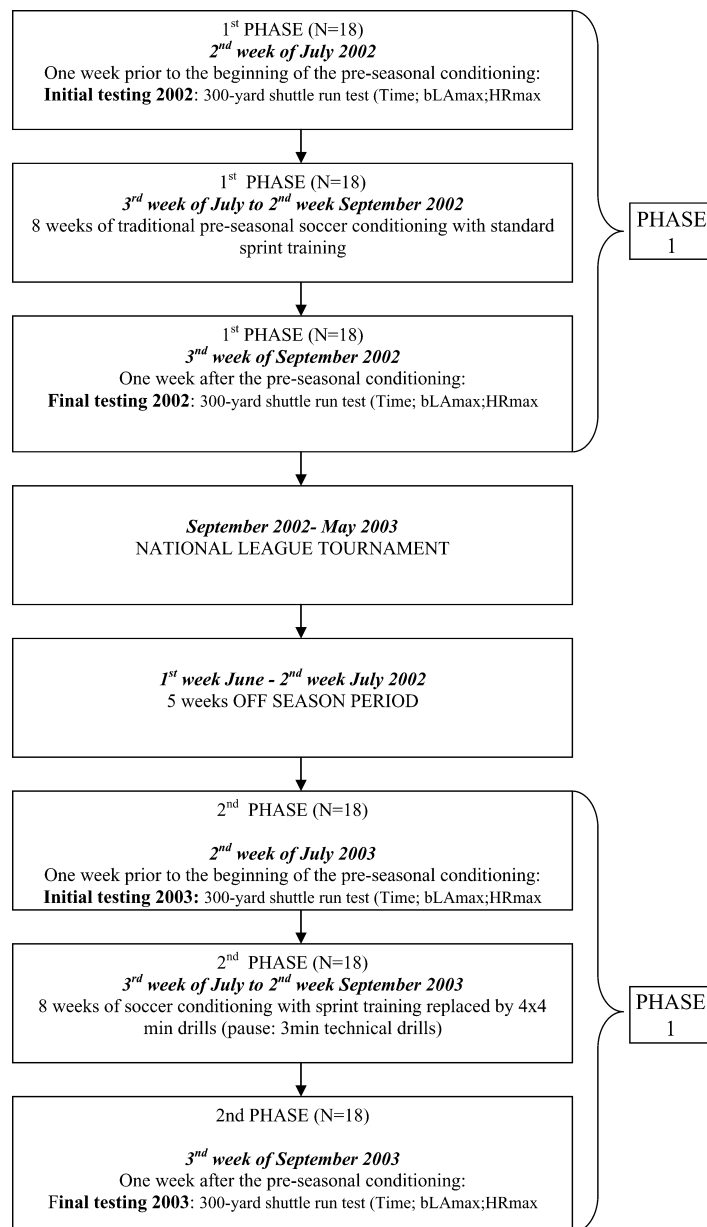 1st PHASE (N=18)
2nd week of July 2002
One week prior to the beginning of the pre-seasonal conditioning:
Initial testing 2002: 300-yard shuttle run test (Time; bLAmax;HRmax
1st PHASE (N=18)
3rd week of July to 2nd week September 2002
8 weeks of traditional pre-seasonal soccer conditioning with standard
sprint training
PHASE
1
1st PHASE (N=18)
3nd week of September 2002
One week after the pre-seasonal conditioning:
Final testing 2002: 300-yard shuttle run test (Time; bLAmax;HRmax
September 2002- May 2003
NATIONAL LEAGUE TOURNAMENT
1st week June - 2nd week July 2002
5 weeks OFF SEASON PERIOD
2nd PHASE (N=18)
2nd week of July 2003
One week prior to the beginning of the pre-seasonal conditioning:
Initial testing 2003: 300-yard shuttle run test (Time; bLAmax;HRmax
2nd PHASE (N=18)
3rd week of July to 2nd week September 2003
8 weeks of soccer conditioning with sprint training replaced by 4x4
min drills (pause: 3min technical drills)
PHASE
1
2nd PHASE (N=18)
3rd week of September 2003
One week after the pre-seasonal conditioning:
Final testing 2003: 300-yard shuttle run test (Time; bLAmax;HRmax